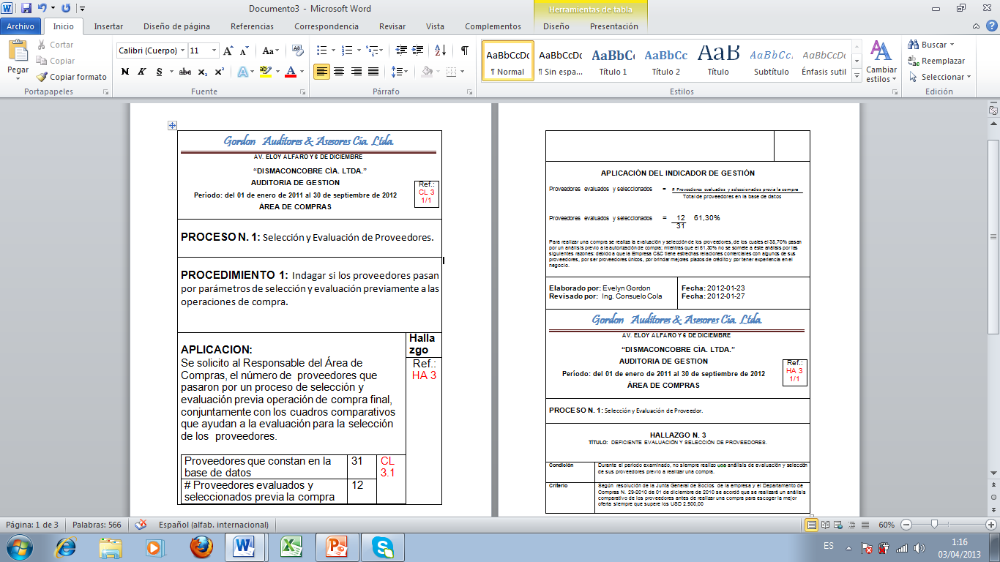 Documento3 - Microsoft Word
Herramientas de tabla
Archivo Inicio Insertar Diseño de página Referencias Correspondencia Revisar Vista Complementos Diseño Presentación
Pegar
Cortar
Copiar
Copiar formato
Portapapeles
Calibri (Cuerpo) 11
N K S abc x₂ x²
Fuente
Párrafo
AaBbCcDc AaBbCcDc AaBbCc AaBbCc AaB AaBbCc. AaBbCcDc
¶ Normal ¶ Sin espa... Título 1 Título 2 Título Subtítulo Énfasis sutil
Cambiar estilos
Estilos
Buscar
Reemplazar
Seleccionar
Edición
Gordon Auditores & Asesores Cía. Ltda.
AV. ELOY ALFARO Y 6 DE DICIEMBRE
“DISMACONCOBRE CÌA. LTDA.”
AUDITORIA DE GESTION
Período: del 01 de enero de 2011 al 30 de septiembre de 2012
ÁREA DE COMPRAS
Ref.:
CL 3
1/1
PROCESO N. 1: Selección y Evaluación de Proveedores.
PROCEDIMIENTO 1: Indagar si los proveedores pasan
por parámetros de selección y evaluación previamente a las
operaciones de compra.
APLICACION:
Se solicito al Responsable del Área de
Compras, el número de proveedores que
pasaron por un proceso de selección y
evaluación previa operación de compra final,
conjuntamente con los cuadros comparativos
que ayudan a la evaluación para la selección
de los proveedores.
Halla
zgo
Ref.:
HA 3
Proveedores que constan en la
base de datos
31
CL
3.1
# Proveedores evaluados y
seleccionados previa la compra
12
APLICACIÒN DEL INDICADOR DE GESTIÒN
Proveedores evaluados y seleccionados = # Proveedores evaluados y seleccionados previa la compra
Total de proveedores en la base de datos
Proveedores evaluados y seleccionados = 12 61,30%
31
Para realizar una compra se realiza la evaluación y selección de los proveedores, de los cuales el 38,70% pasan
por un análisis previo a la autorización de compra; mientras que el 61,30% no se somete a éste análisis por las
siguientes razones: debido a que la Empresa C&C tiene estrechas relaciones comerciales con algunos de sus
proveedores, por ser proveedores únicos, por brindar mejores plazos de crédito y por tener experiencia en el
negocio.
Elaborado por: Evelyn Gordon
Revisado por: Ing. Consuelo Cola
Fecha: 2012-01-23
Fecha: 2012-01-27
Gordon Auditores & Asesores Cía. Ltda.
AV. ELOY ALFARO Y 6 DE DICIEMBRE
“DISMACONCOBRE CÌA. LTDA.”
AUDITORIA DE GESTION
Período: del 01 de enero de 2011 al 30 de septiembre de 2012
ÁREA DE COMPRAS
Ref.:
HA 3
1/1
PROCESO N. 1: Selección y Evaluación de Proveedor.
HALLAZGO N. 3
TÍTULO: DEFICIENTE EVALUACIÓN Y SELECCIÓN DE PROVEEDORES.
Condición
Durante el período examinado, no siempre realizo una análisis de evaluación y selección
de sus proveedores previo a realizar una compra.
Criterio
Según resolución de la Junta General de Socios de la empresa y el Departamento de
Compras N. 29-2010 de 01 de diciembre de 2010 se acordó que se realizará un análisis
comparativo de los proveedores antes de realizar una compra para escoger la mejor
oferta siempre que supere los USD 2.500,00
Página: 1 de 3 Palabras: 566 Español (alfab. internacional) 60%
ES
1:16
03/04/2013